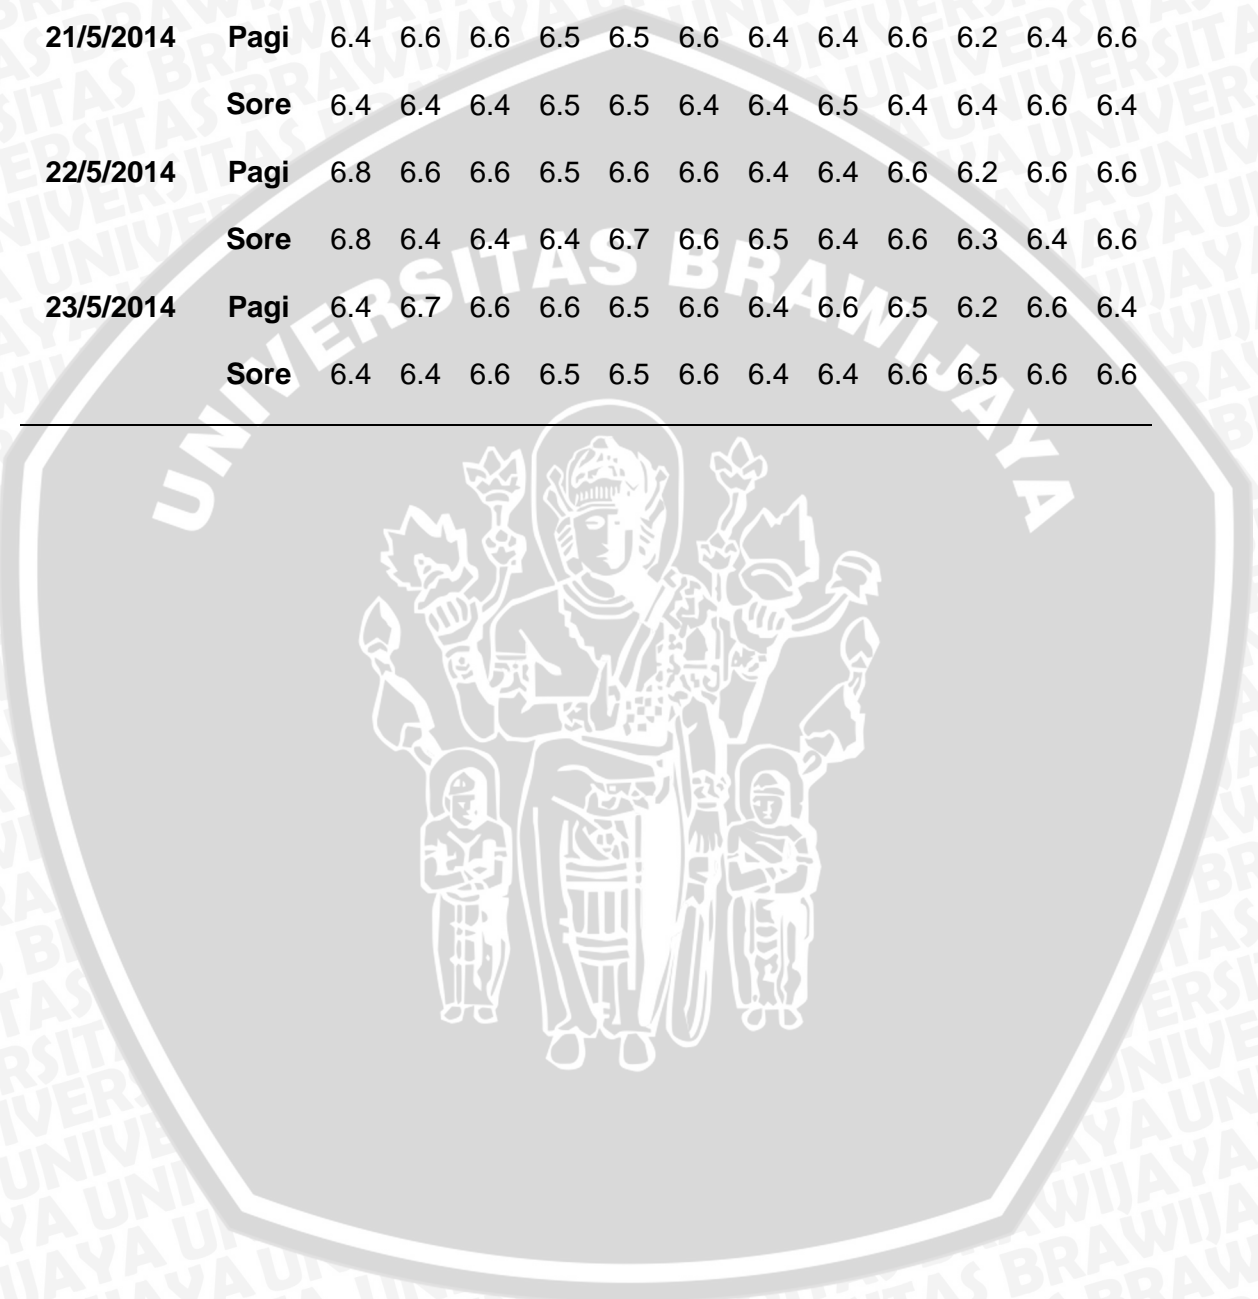 21/5/2014 Pagi 6.4 6.6 6.6 6.5 6.5 6.6 6.4 6.4 6.6 6.2 6.4 6.6
Sore 6.4 6.4 6.4 6.5 6.5 6.4 6.4 6.5 6.4 6.4 6.6 6.4
22/5/2014 Pagi 6.8 6.6 6.6 6.5 6.6 6.6 6.4 6.4 6.6 6.2 6.6 6.6
Sore 6.8 6.4 6.4 6.4 6.7 6.6 6.5 6.4 6.6 6.3 6.4 6.6
23/5/2014 Pagi 6.4 6.7 6.6 6.6 6.5 6.6 6.4 6.6 6.5 6.2 6.6 6.4
Sore 6.4 6.4 6.6 6.5 6.5 6.6 6.4 6.4 6.6 6.5 6.6 6.6
UNIVERSITAS BRAWIJAYA